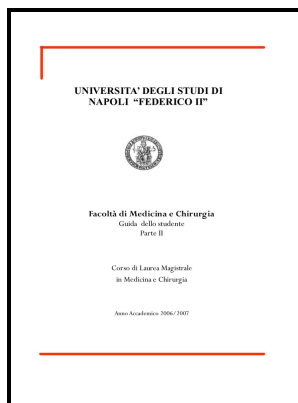 UNIVERSITA’ DEGLI STUDI DI
NAPOLI “FEDERICO II”
Facoltà di Medicina e Chirurgia
Guida dello studente
Parte II
Corso di Laurea Magistrale
in Medicina e Chirurgia
Anno Accademico 2006/2007